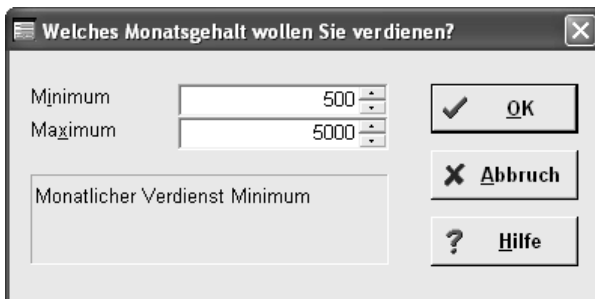 Welches Monatsgehalt wollen Sie verdienen?
Minimum 500
Maximum 5000
Monatlicher Verdienst Minimum
OK
Abbruch
Hilfe